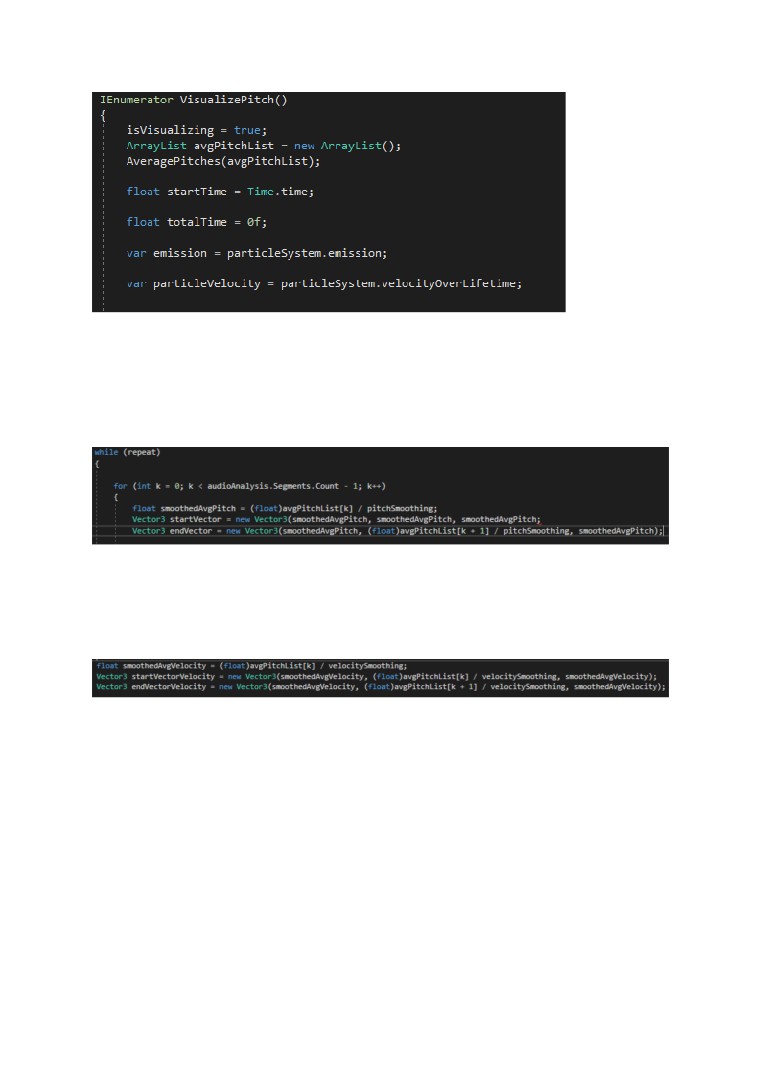 IEnumerator VisualizePitch()
{
isVisualizing = true;
ArrayList avgPitchList = new ArrayList();
AveragePitches(avgPitchList);
float startTime = Time.time;
float totalTime = 0f;
var emission = particleSystem.emission;
var particleVelocity = particleSystem.velocityOverLifetime;
while (repeat)
{
for (int k = 0; k < audioAnalysis.Segments.Count - 1; k++)
{
float smoothedAvgPitch = (float)avgPitchList[k] / pitchSmoothing;
Vector3 startVector = new Vector3(smoothedAvgPitch, smoothedAvgPitch, smoothedAvgPitch;
Vector3 endVector = new Vector3(smoothedAvgPitch, (float)avgPitchList[k + 1] / pitchSmoothing, smoothedAvgPitch);
float smoothedAvgVelocity = (float)avgPitchList[k] / velocitySmoothing;
Vector3 startVectorVelocity = new Vector3(smoothedAvgVelocity, (float)avgPitchList[k] / velocitySmoothing, smoothedAvgVelocity);
Vector3 endVectorVelocity = new Vector3(smoothedAvgVelocity, (float)avgPitchList[k + 1] / velocitySmoothing, smoothedAvgVelocity);